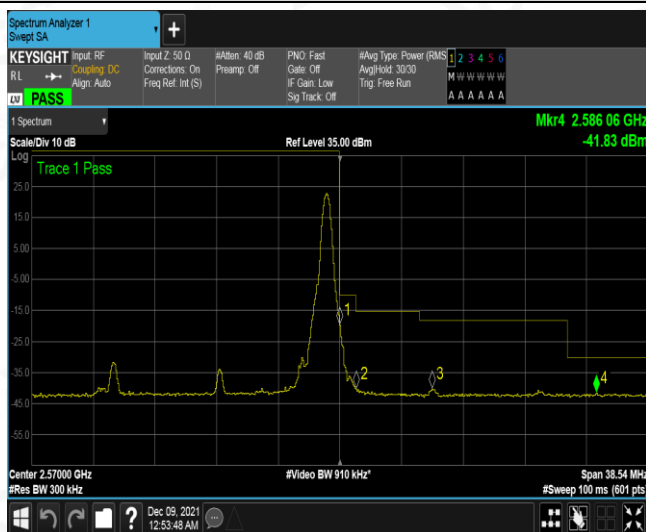 Spectrum Analyzer 1
Swept SA
KEYSIGHT
RL
LXI PASS
Input: RF
Coupling: DC
Align: Auto
Input Z: 50 Ω
Corrections: On
Freq Ref: Int (S)
#Atten: 40 dB
Preamp: Off
PNO: Fast
Gate: Off
IF Gain: Low
Sig Track: Off
#Avg Type: Power (RMS
Avg|Hold: 30/30
Trig: Free Run
1 2 3 4 5 6
M W W W W W
A A A A A A
1 Spectrum
Mkr4 2.586 06 GHz
Scale/Div 10 dB
Ref Level 35.00 dBm
-41.83 dBm
Log
Trace 1 Pass
25.0
15.0
5.00
-5.00
-15.0
1
-25.0
-35.0
2
3
4
-45.0
-55.0
Center 2.57000 GHz
#Video BW 910 kHz*
Span 38.54 MHz
#Res BW 300 kHz
#Sweep 100 ms (601 pts)
?
Dec 09, 2021
12:53:48 AM